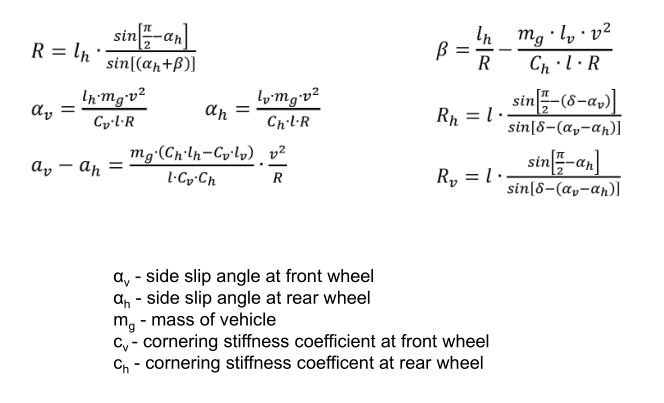 R = l_h · sin[π/2 − α_h] / sin[(α_h+β)]
β = l_h / R − m_g · l_v · v² / C_h · l · R
α_v = l_h·m_g·v² / C_v·l·R
α_h = l_v·m_g·v² / C_h·l·R
R_h = l · sin[π/2 − (δ−α_v)] / sin[δ−(α_v−α_h)]
a_v − a_h = m_g·(C_h·l_h−C_v·l_v) / l·C_v·C_h · v² / R
R_v = l · sin[π/2 − α_h] / sin[δ−(α_v−α_h)]
α_v - side slip angle at front wheel
α_h - side slip angle at rear wheel
m_g - mass of vehicle
c_v - cornering stiffness coefficient at front wheel
c_h - cornering stiffness coefficent at rear wheel